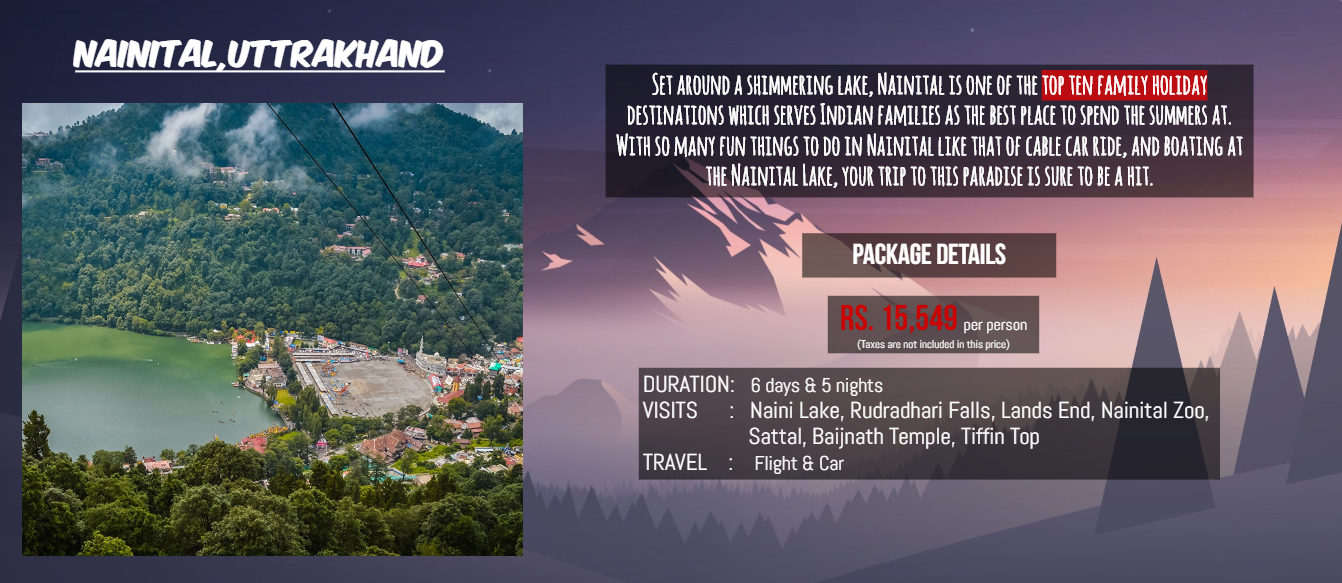 NAINITAL,UTTRAKHAND
SET AROUND A SHIMMERING LAKE, NAINITAL IS ONE OF THE TOP TEN FAMILY HOLIDAY
DESTINATIONS WHICH SERVES INDIAN FAMILIES AS THE BEST PLACE TO SPEND THE SUMMERS AT.
WITH SO MANY FUN THINGS TO DO IN NAINITAL LIKE THAT OF CABLE CAR RIDE, AND BOATING AT
THE NAINITAL LAKE, YOUR TRIP TO THIS PARADISE IS SURE TO BE A HIT.
PACKAGE DETAILS
RS. 15,549 per person
(Taxes are not included in this price)
DURATION: 6 days & 5 nights
VISITS : Naini Lake, Rudradhari Falls, Lands End, Nainital Zoo,
Sattal, Baijnath Temple, Tiffin Top
TRAVEL : Flight & Car